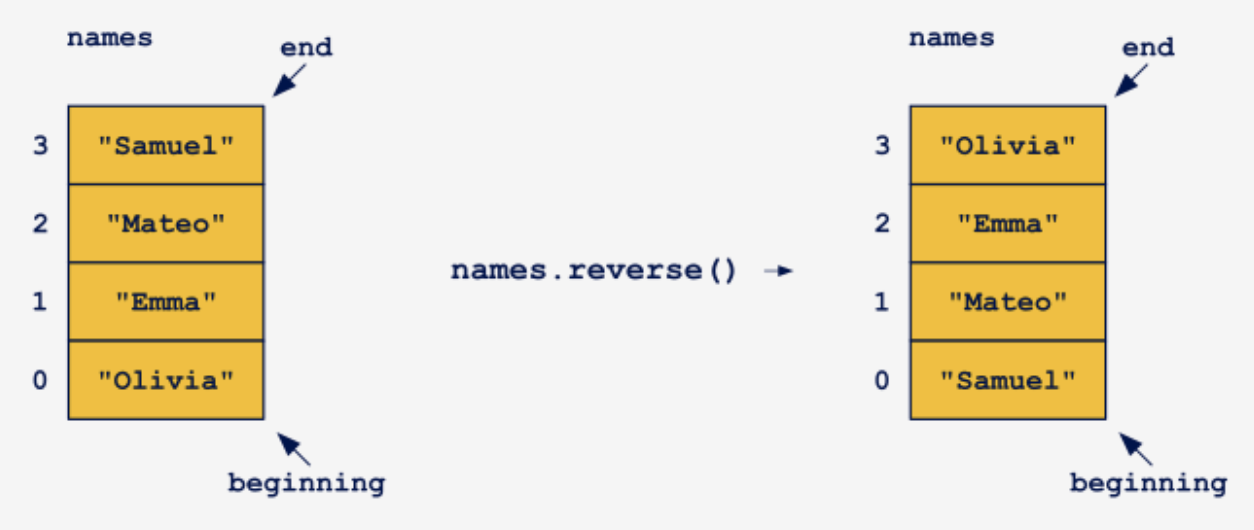 names
end
3 "Samuel"
2 "Mateo"
1 "Emma"
0 "Olivia"
beginning
names.reverse()
names
end
3 "Olivia"
2 "Emma"
1 "Mateo"
0 "Samuel"
beginning